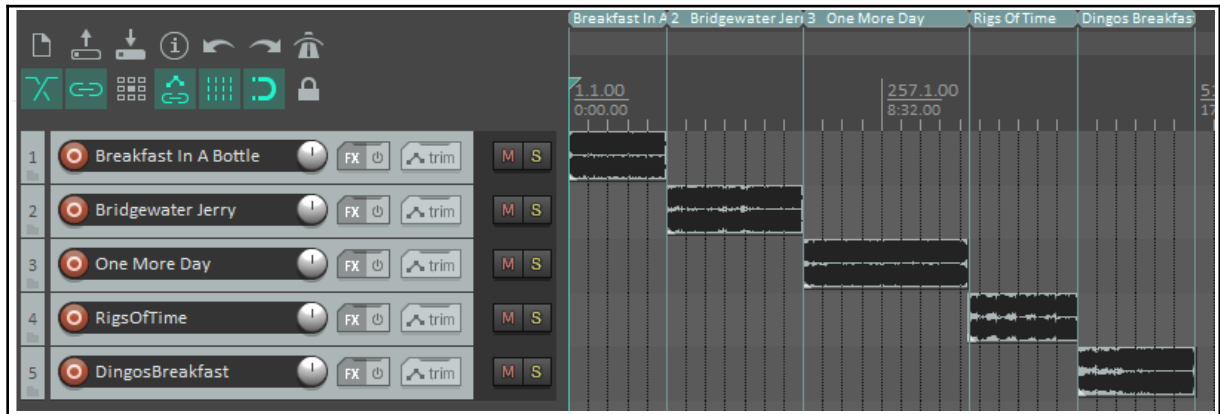 Breakfast In A 2 Bridgewater Jerr 3 One More Day Rigs Of Time Dingos Breakfas
1.1.00 257.1.00
0:00.00 8:32.00
1 Breakfast In A Bottle FX trim M S
2 Bridgewater Jerry FX trim M S
3 One More Day FX trim M S
4 RigsOfTime FX trim M S
5 DingosBreakfast FX trim M S